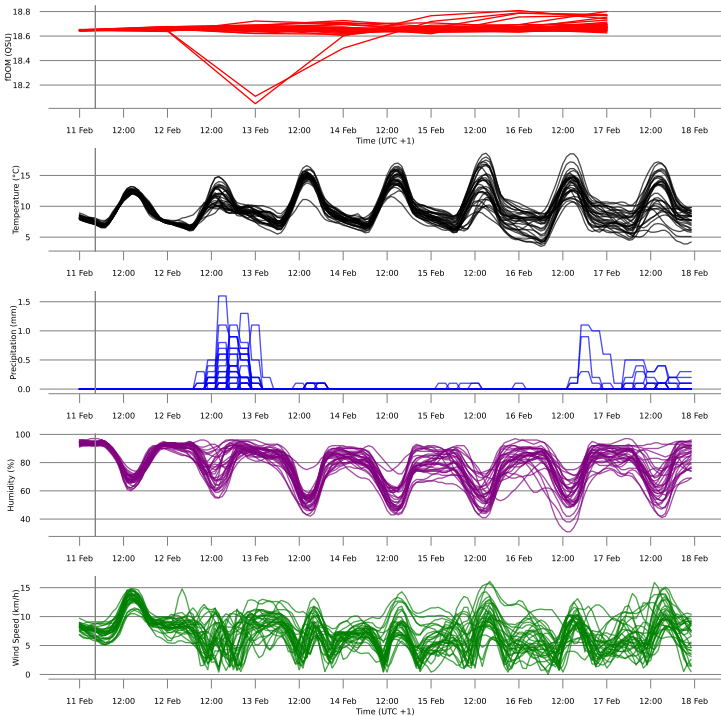 18.8
18.6
18.4
18.2
fDOM (QSU)
11 Feb 12:00 12 Feb 12:00 13 Feb 12:00 14 Feb 12:00 15 Feb 12:00 16 Feb 12:00 17 Feb 12:00 18 Feb
Time (UTC +1)
15
10
5
Temperature (°C)
11 Feb 12:00 12 Feb 12:00 13 Feb 12:00 14 Feb 12:00 15 Feb 12:00 16 Feb 12:00 17 Feb 12:00 18 Feb
1.5
1.0
0.5
0.0
Precipitation (mm)
11 Feb 12:00 12 Feb 12:00 13 Feb 12:00 14 Feb 12:00 15 Feb 12:00 16 Feb 12:00 17 Feb 12:00 18 Feb
100
80
60
40
Humidity (%)
11 Feb 12:00 12 Feb 12:00 13 Feb 12:00 14 Feb 12:00 15 Feb 12:00 16 Feb 12:00 17 Feb 12:00 18 Feb
15
10
5
0
Wind Speed (km/h)
11 Feb 12:00 12 Feb 12:00 13 Feb 12:00 14 Feb 12:00 15 Feb 12:00 16 Feb 12:00 17 Feb 12:00 18 Feb
Time (UTC +1)